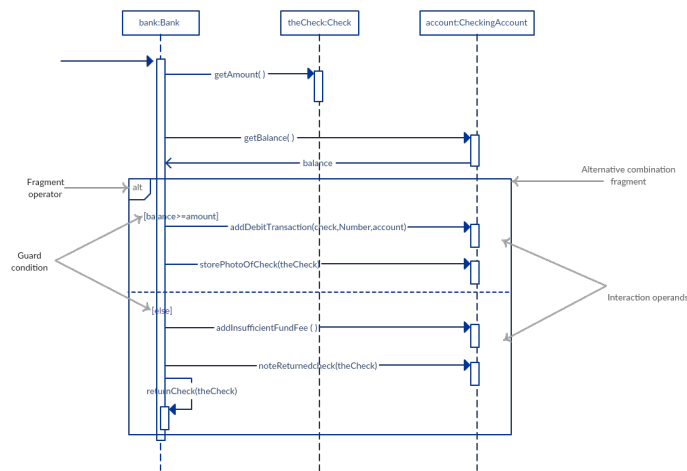 bank:Bank
theCheck:Check
account:CheckingAccount
getAmount( )
getBalance( )
balance
Alternative combination
fragment
Fragment
operator
alt
[balance>=amount]
addDebitTransaction(check,Number,account)
Guard
condition
storePhotoOfCheck(theCheck)
Interaction operands
[else]
addInsufficientFundFee ( )
noteReturnedcheck(theCheck)
returnCheck(theCheck)